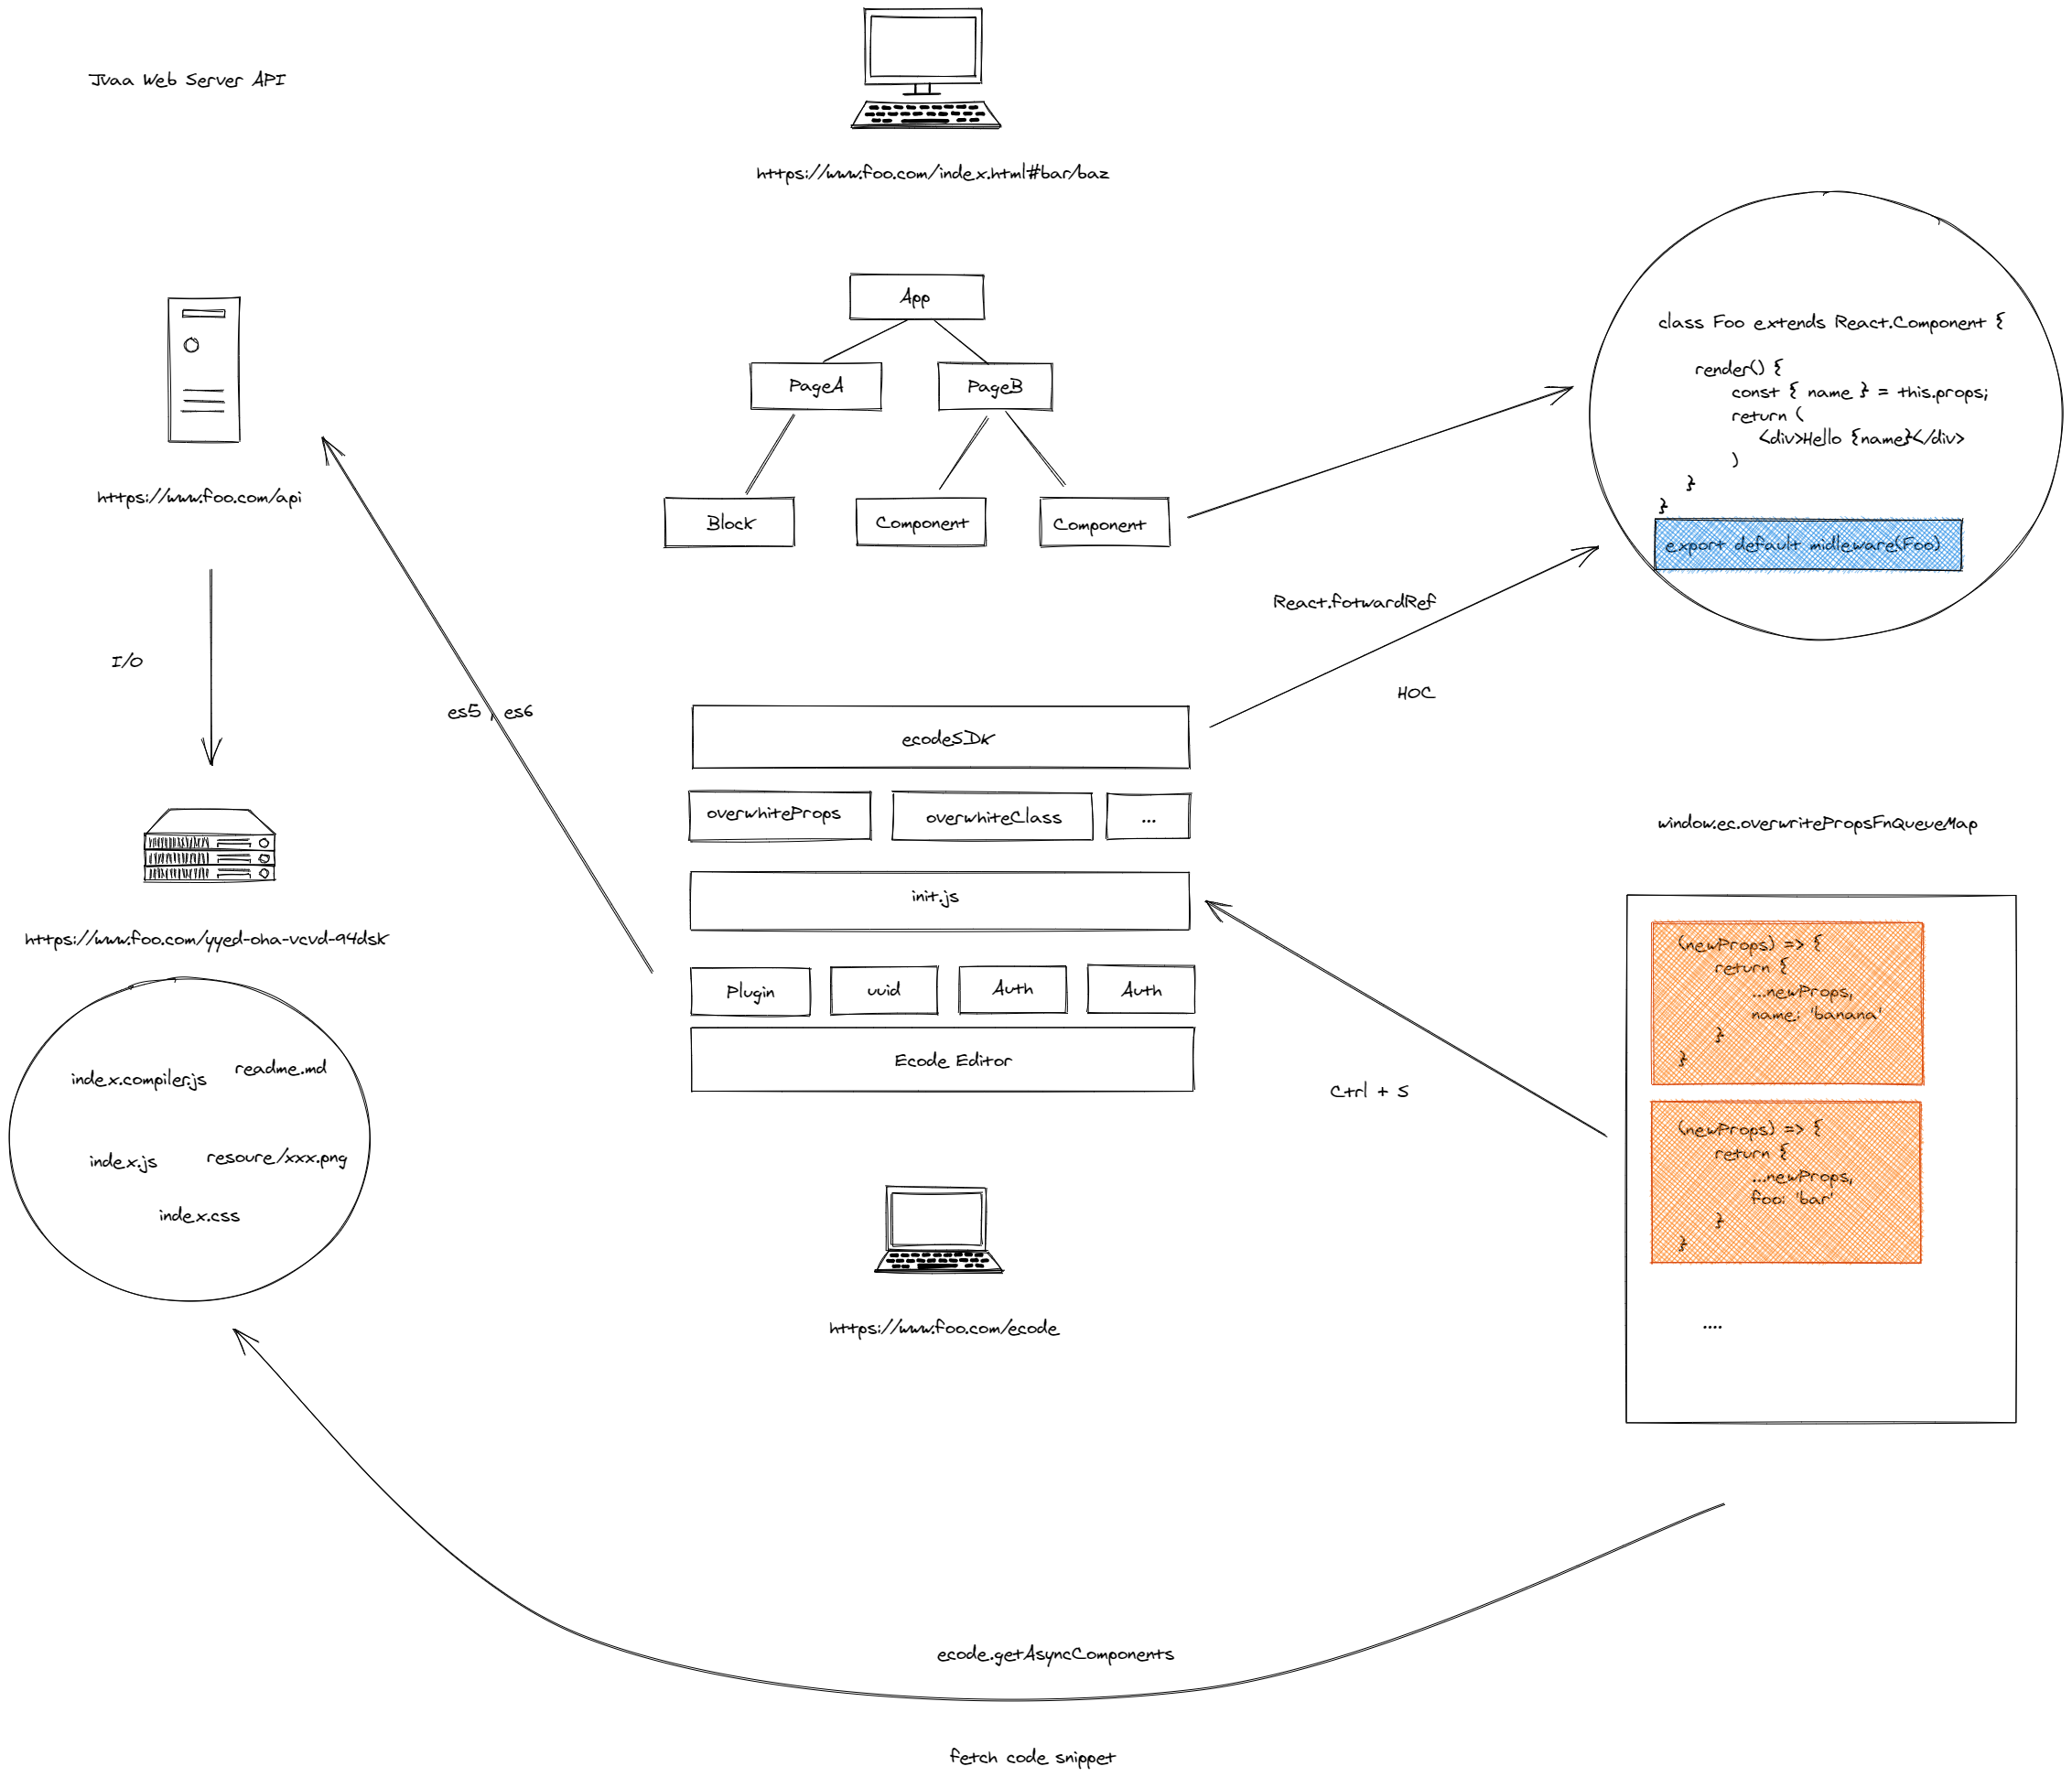 Jvaa Web Server API
https://www.foo.com/index.html#bar/baz
App
PageA
PageB
Block
Component
Component
class Foo extends React.Component {
render() {
const { name } = this.props;
return (
<div>Hello {name}</div>
)
}
}
export default midleware(Foo)
https://www.foo.com/api
I/O
es5 , es6
React.fotwardRef
HOC
ecodeSDK
overwhiteProps
overwhiteClass
...
init.js
Plugin
uuid
Auth
Auth
Ecode Editor
https://www.foo.com/ecode
window.ec.overwritePropsFnQueueMap
(newProps) => {
return {
...newProps,
name: 'banana'
}
}
(newProps) => {
return {
...newProps,
foo: 'bar'
}
}
....
Ctrl + S
https://www.foo.com/yyed-oha-vcvd-94dsk
index.compiler.js
readme.md
index.js
resoure/xxx.png
index.css
ecode.getAsyncComponents
fetch code snippet